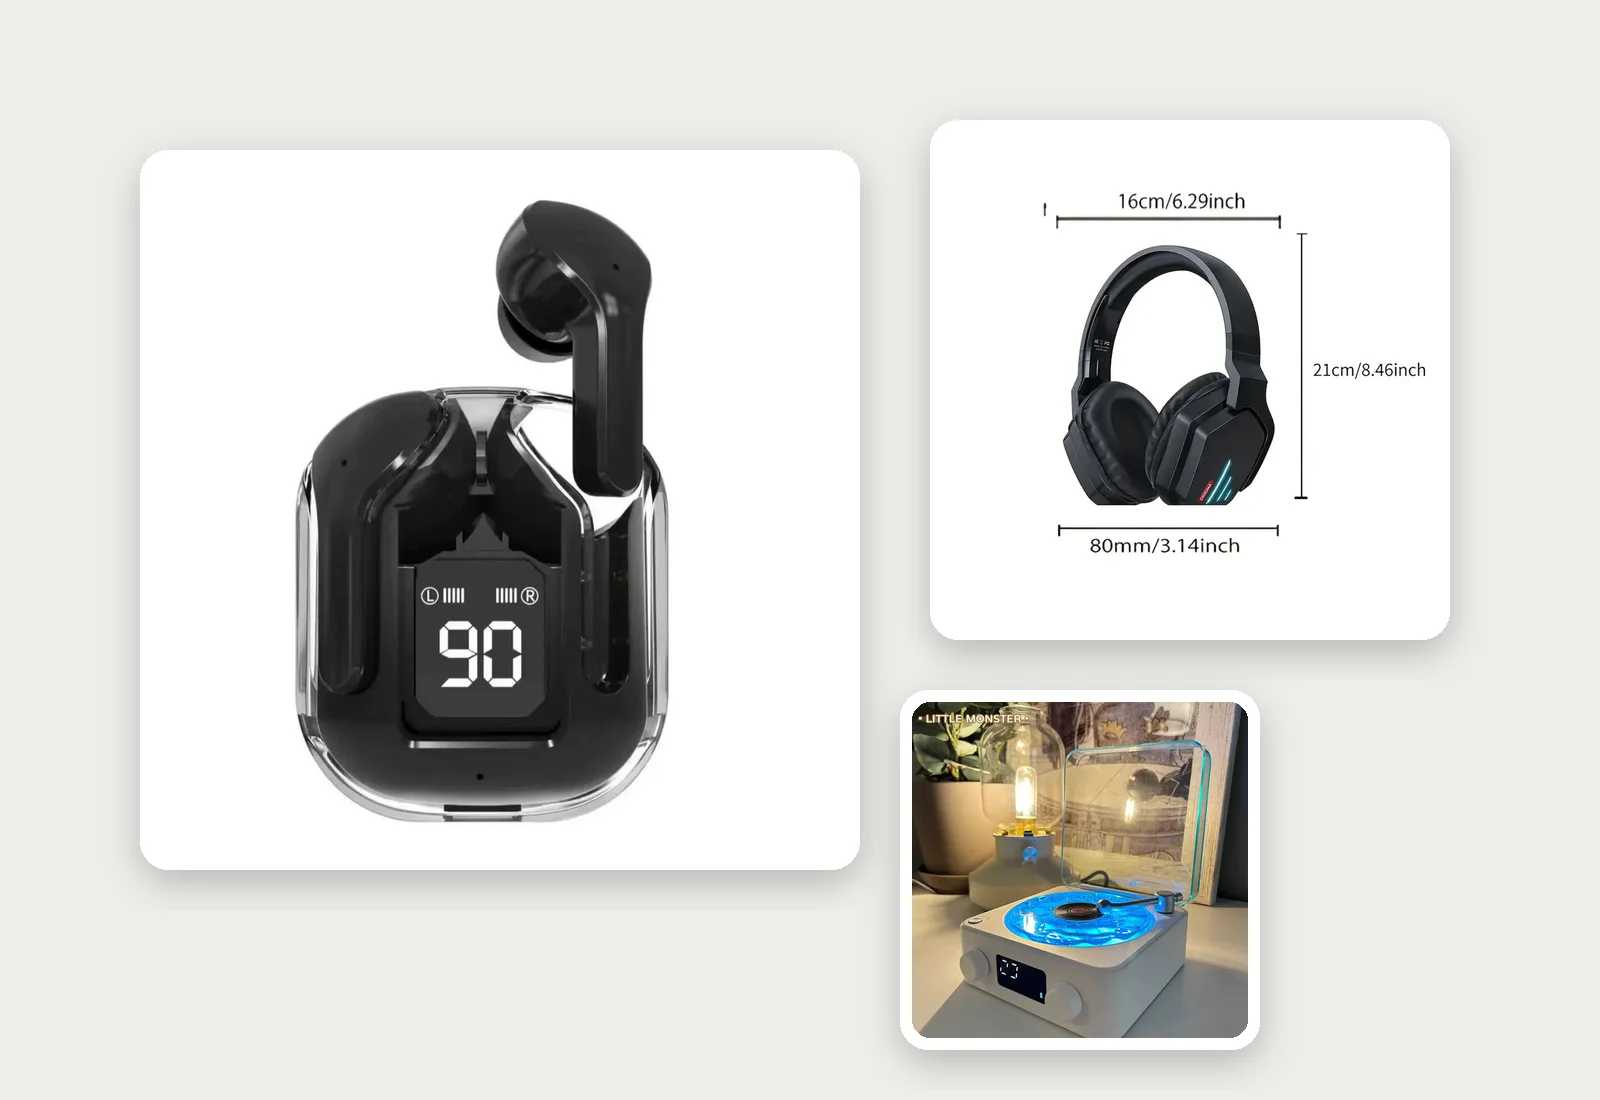 Ⓛ Ⓡ
90
16cm/6.29inch
21cm/8.46inch
80mm/3.14inch
• LITTLE MONSTER •